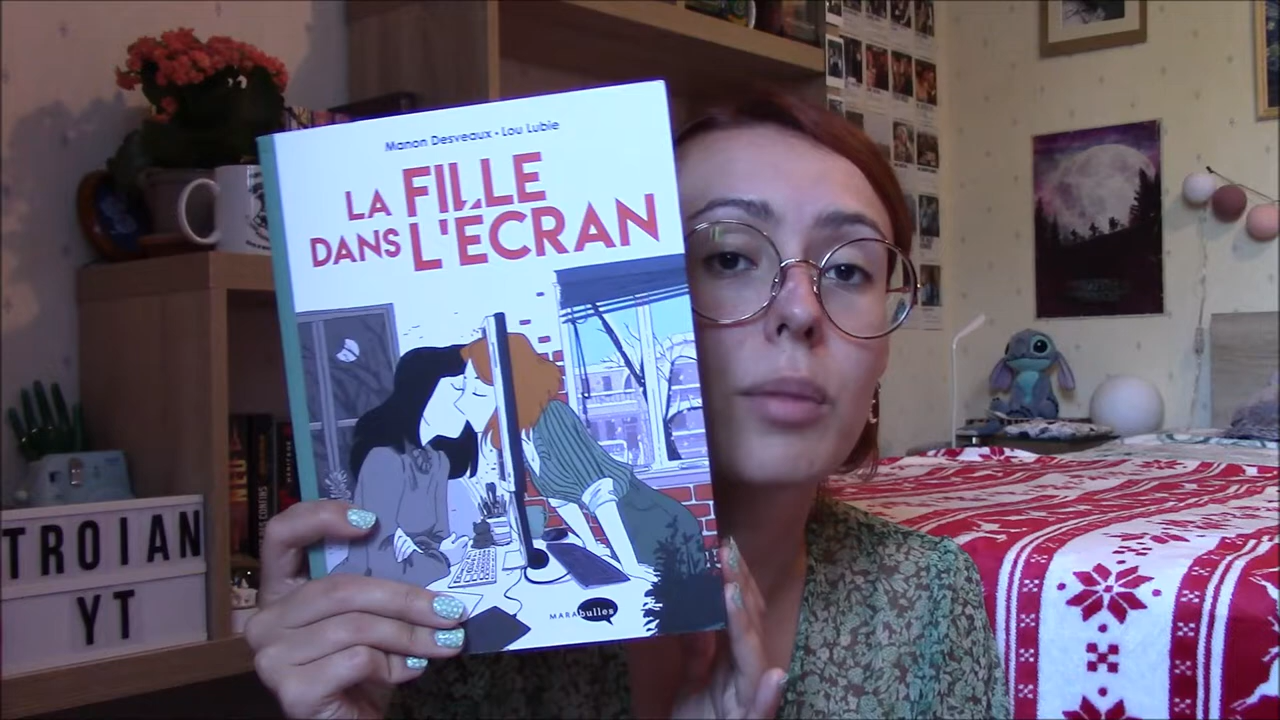 Manon Desveaux • Lou Lubie
LA FILLE
DANS L'ÉCRAN
MARAbulles
TROIAN
YT